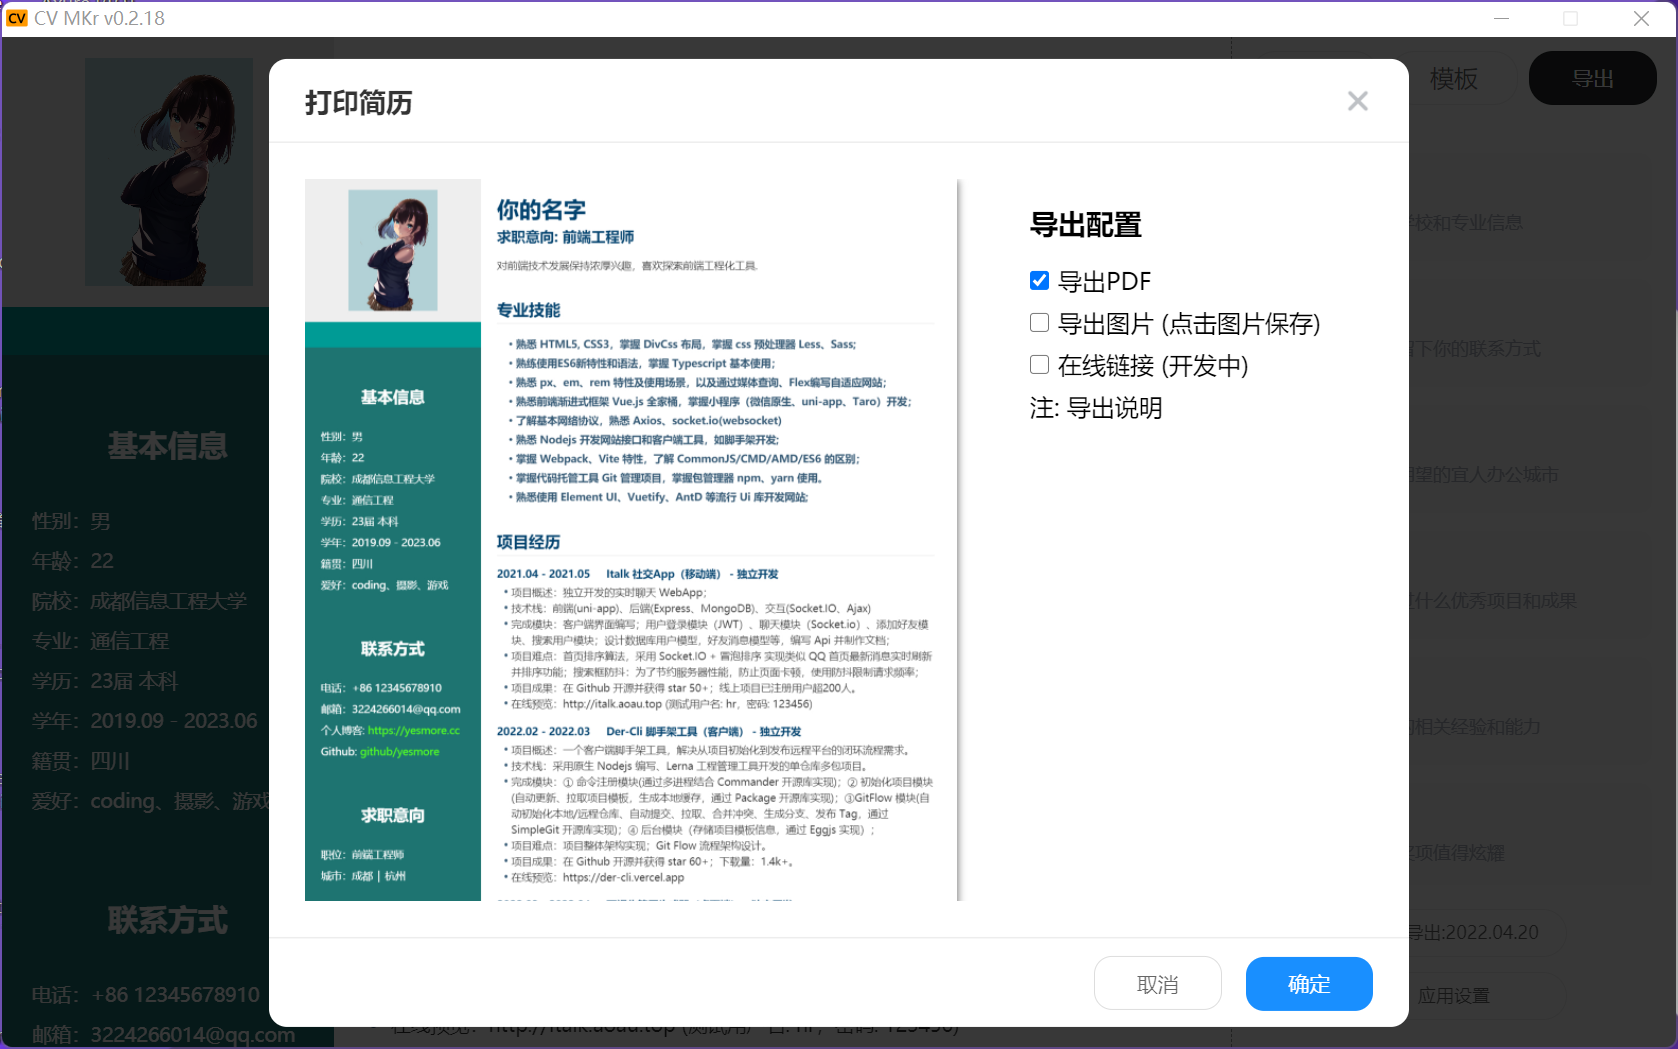 CV MKr v0.2.18
模板
导出
打印简历
你的名字
求职意向: 前端工程师
对前端技术发展保持浓厚兴趣，喜欢探索前端工程化工具.
专业技能
• 熟悉 HTML5, CSS3，掌握 DivCss 布局，掌握 css 预处理器 Less、Sass;
• 熟练使用ES6新特性和语法，掌握 Typescript 基本使用;
• 熟悉 px、em、rem 特性及使用场景，以及通过媒体查询、Flex编写自适应网站;
• 熟悉前端渐进式框架 Vue.js 全家桶，掌握小程序（微信原生、uni-app、Taro）开发;
• 了解基本网络协议，熟悉 Axios、socket.io(websocket)
• 熟悉 Nodejs 开发网站接口和客户端工具，如脚手架开发;
• 掌握 Webpack、Vite 特性，了解 CommonJS/CMD/AMD/ES6 的区别;
• 掌握代码托管工具 Git 管理项目，掌握包管理器 npm、yarn 使用。
• 熟悉使用 Element UI、Vuetify、AntD 等流行 Ui 库开发网站;
项目经历
2021.04 - 2021.05 Italk 社交App（移动端） - 独立开发
• 项目概述：独立开发的实时聊天 WebApp;
• 技术栈：前端(uni-app)、后端(Express、MongoDB)、交互(Socket.IO、Ajax)
• 完成模块：客户端界面编写；用户登录模块（JWT）、聊天模块（Socket.io）、添加好友模
块、搜索用户模块；设计数据库用户模型，好友消息模型等，编写 Api 并制作文档;
• 项目难点：首页排序算法，采用 Socket.IO + 冒泡排序 实现类似 QQ 首页最新消息实时刷新
并排序功能；搜索框防抖：为了节约服务器性能，防止页面卡顿，使用防抖限制请求频率；
• 项目成果：在 Github 开源并获得 star 50+；线上项目已注册用户超200人。
• 在线预览：http://italk.aoau.top (测试用户名: hr，密码: 123456)
2022.02 - 2022.03 Der-Cli 脚手架工具（客户端） - 独立开发
• 项目概述：一个客户端脚手架工具，解决从项目初始化到发布远程平台的闭环流程需求。
• 技术栈：采用原生 Nodejs 编写、Lerna 工程管理工具开发的单仓库多包项目。
• 完成模块：① 命令注册模块(通过多进程结合 Commander 开源库实现)；② 初始化项目模块
(自动更新、拉取项目模板，生成本地缓存，通过 Package 开源库实现)；③GitFlow 模块(自
动初始化本地/远程仓库、自动提交、拉取、合并冲突、生成分支、发布 Tag，通过
SimpleGit 开源库实现)；④ 后台模块（存储项目模板信息，通过 Eggjs 实现）;
• 项目难点：项目整体架构实现；Git Flow 流程架构设计。
• 项目成果：在 Github 开源并获得 star 60+；下载量：1.4k+。
• 在线预览：https://der-cli.vercel.app
基本信息
性别：男
年龄：22
院校：成都信息工程大学
专业：通信工程
学历：23届 本科
学年：2019.09 - 2023.06
籍贯：四川
爱好：coding、摄影、游戏
联系方式
电话：+86 12345678910
邮箱：3224266014@qq.com
个人博客: https://yesmore.cc
Github: github/yesmore
求职意向
职位：前端工程师
城市：成都 | 杭州
导出配置
导出PDF
导出图片 (点击图片保存)
在线链接 (开发中)
注: 导出说明
取消
确定
基本信息
性别：男
年龄：22
院校：成都信息工程大学
专业：通信工程
学历：23届 本科
学年：2019.09 - 2023.06
籍贯：四川
爱好：coding、摄影、游戏
联系方式
电话：+86 12345678910
邮箱：3224266014@qq.com
校和专业信息
下你的联系方式
望的宜人办公城市
什么优秀项目和成果
相关经验和能力
项值得炫耀
导出:2022.04.20
应用设置